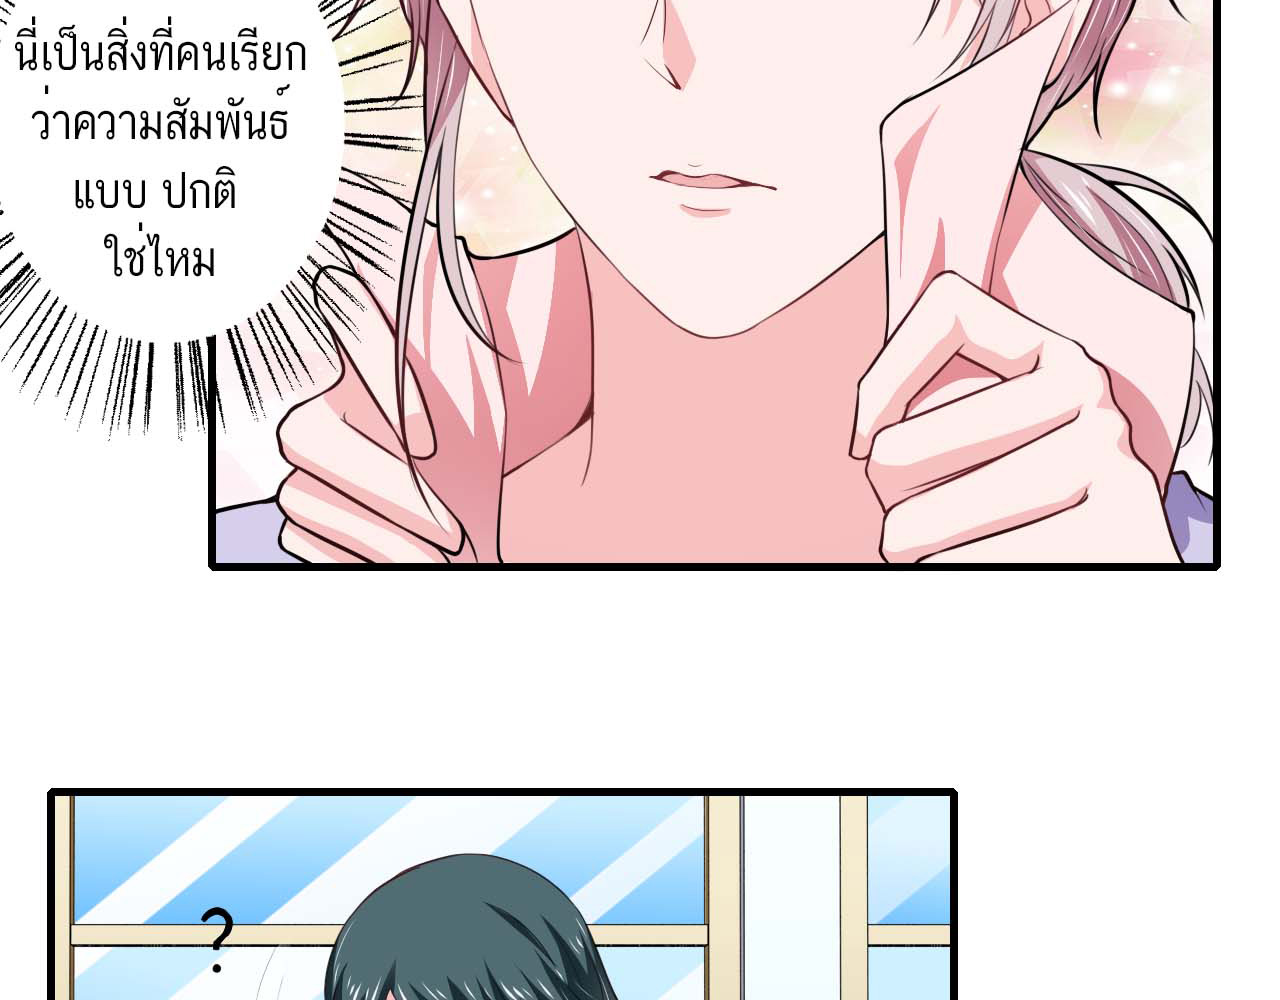 นี่เป็นสิ่งที่คนเรียก
ว่าความสัมพันธ์
แบบ ปกติ
ใช่ไหม
?